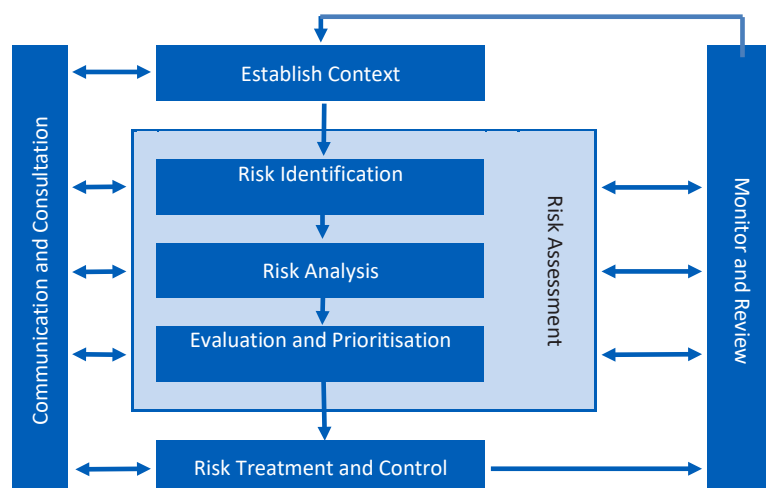 Establish Context
Communication and Consultation
Risk Identification
Risk Analysis
Evaluation and Prioritisation
Risk Assessment
Monitor and Review
Risk Treatment and Control